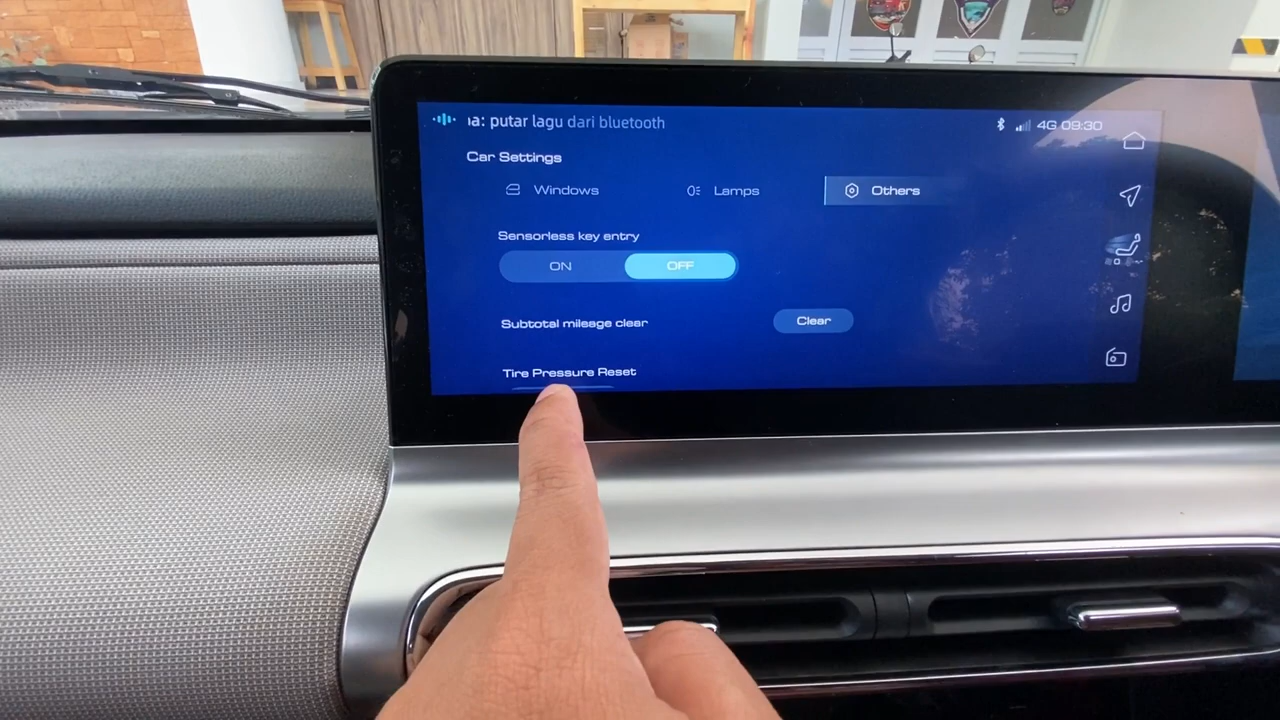 ıa: putar lagu dari bluetooth
4G 09:30
Car Settings
Windows Lamps Others
Sensorless key entry
ON OFF
Subtotal mileage clear Clear
Tire Pressure Reset